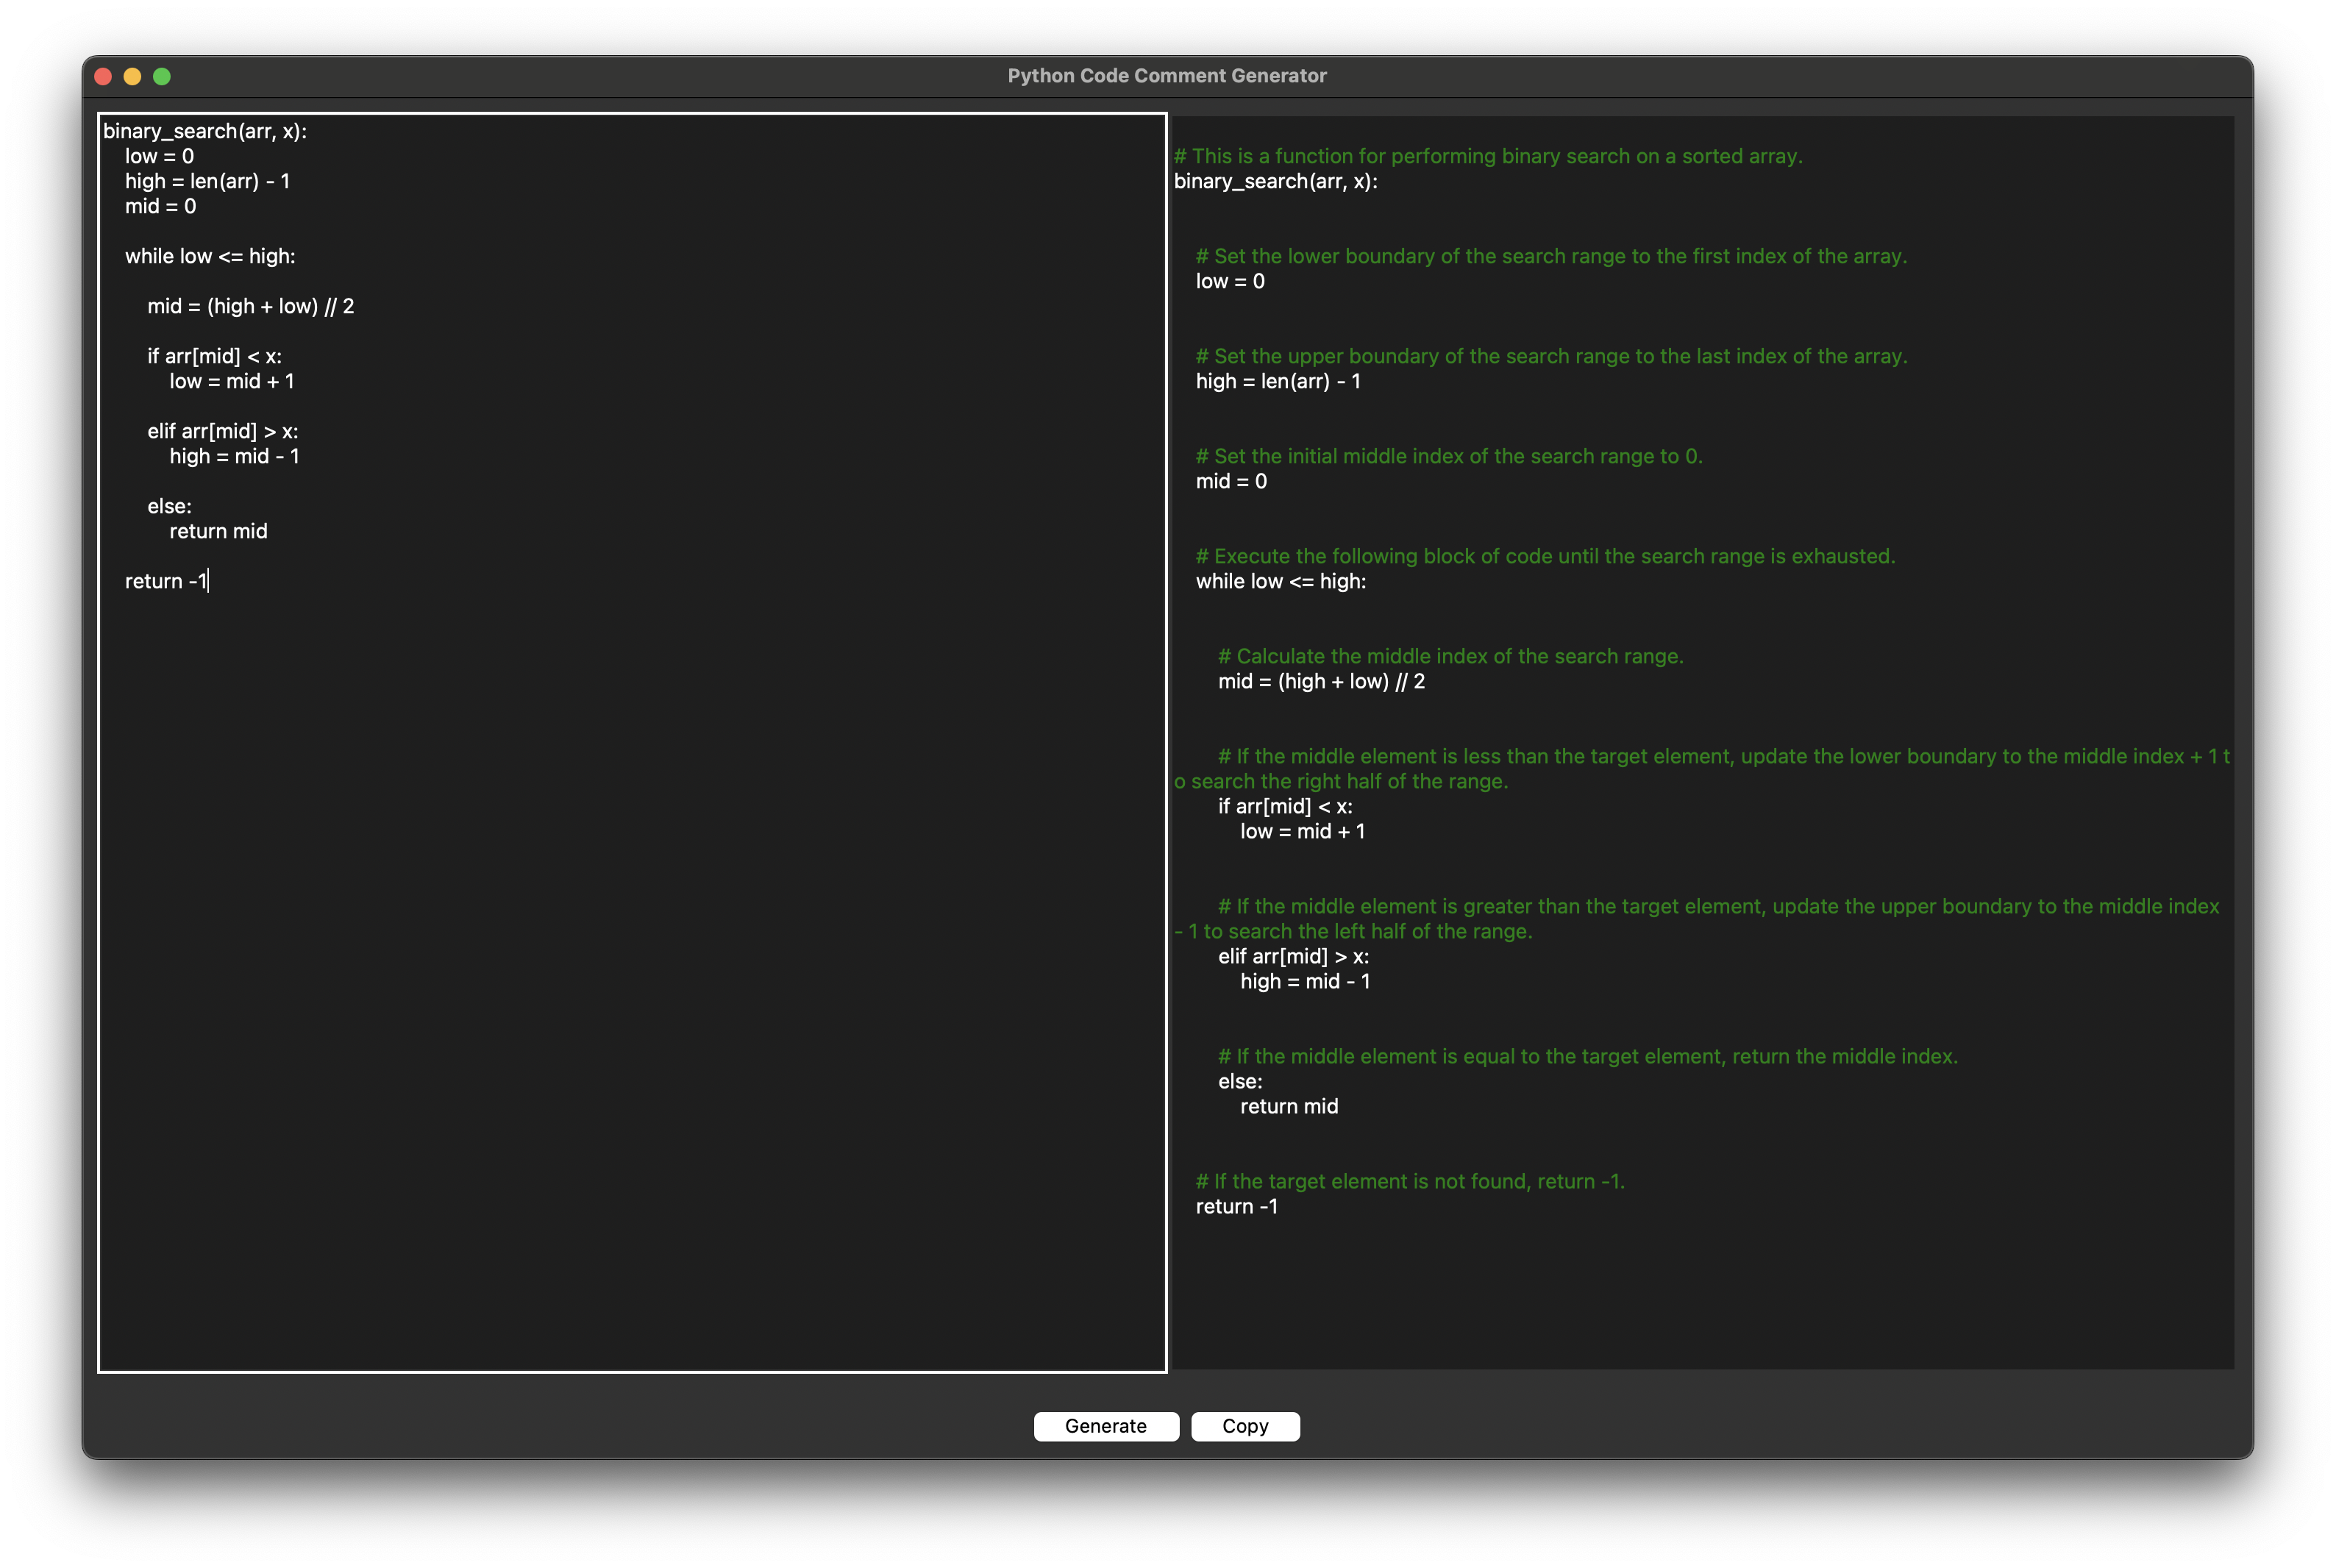 Python Code Comment Generator
binary_search(arr, x):
    low = 0
    high = len(arr) - 1
    mid = 0
    while low <= high:
        mid = (high + low) // 2
        if arr[mid] < x:
            low = mid + 1
        elif arr[mid] > x:
            high = mid - 1
        else:
            return mid
    return -1
# This is a function for performing binary search on a sorted array.
binary_search(arr, x):
    # Set the lower boundary of the search range to the first index of the array.
    low = 0
    # Set the upper boundary of the search range to the last index of the array.
    high = len(arr) - 1
    # Set the initial middle index of the search range to 0.
    mid = 0
    # Execute the following block of code until the search range is exhausted.
    while low <= high:
        # Calculate the middle index of the search range.
        mid = (high + low) // 2
        # If the middle element is less than the target element, update the lower boundary to the middle index + 1 t
o search the right half of the range.
        if arr[mid] < x:
            low = mid + 1
        # If the middle element is greater than the target element, update the upper boundary to the middle index
- 1 to search the left half of the range.
        elif arr[mid] > x:
            high = mid - 1
        # If the middle element is equal to the target element, return the middle index.
        else:
            return mid
    # If the target element is not found, return -1.
    return -1
Generate
Copy